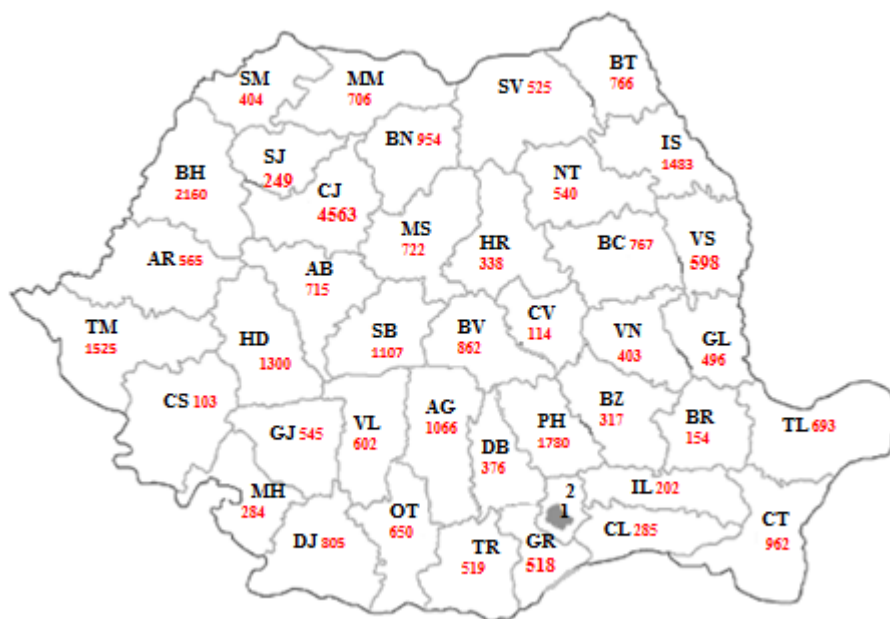 BT
766
SM
404
MM
706
SV 525
BN 954
IS
1483
SJ
249
BH
2160
NT
540
CJ
4563
MS
722
HR
338
BC 767
VS
598
AR 565
AB
715
TM
1525
HD
1300
SB
1107
BV
862
CV
114
VN
403
GL
496
CS 103
GJ 545
VL
602
AG
1066
DB
376
PH
1780
BZ
317
BR
154
TL 693
MH
284
DJ 805
OT
650
TR
519
GR
518
2
1
IL 202
CL 285
CT
962